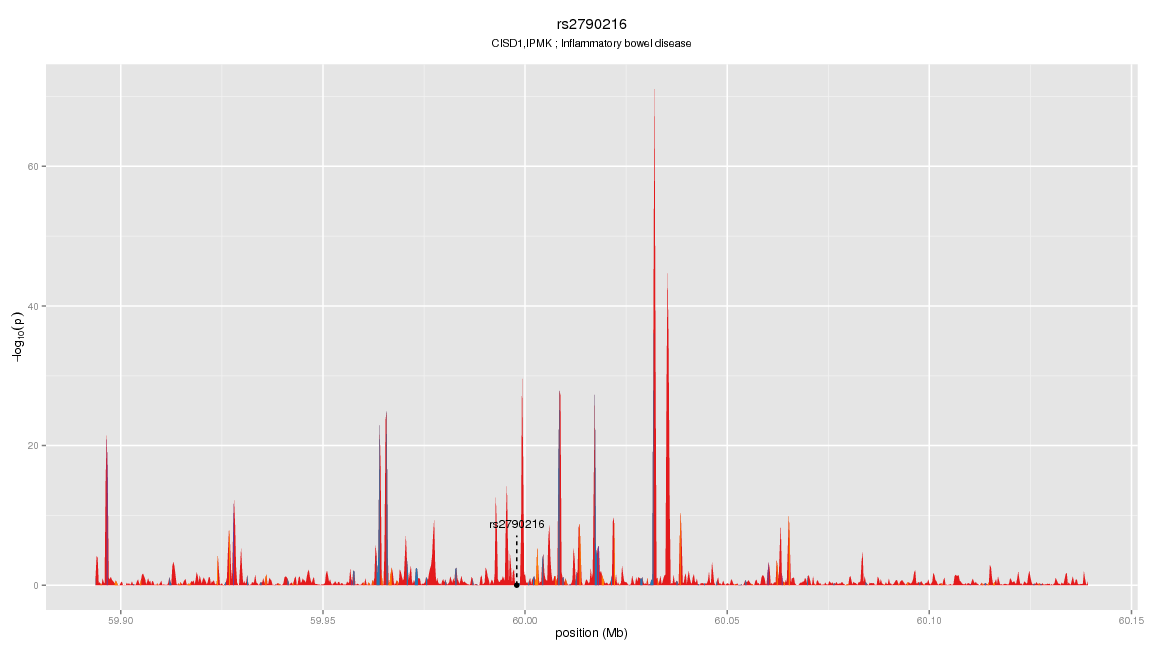 rs2790216
CISD1,IPMK ; Inflammatory bowel disease
60
40
20
0
−log10(p)
rs2790216
59.90
59.95
60.00
60.05
60.10
60.15
position (Mb)